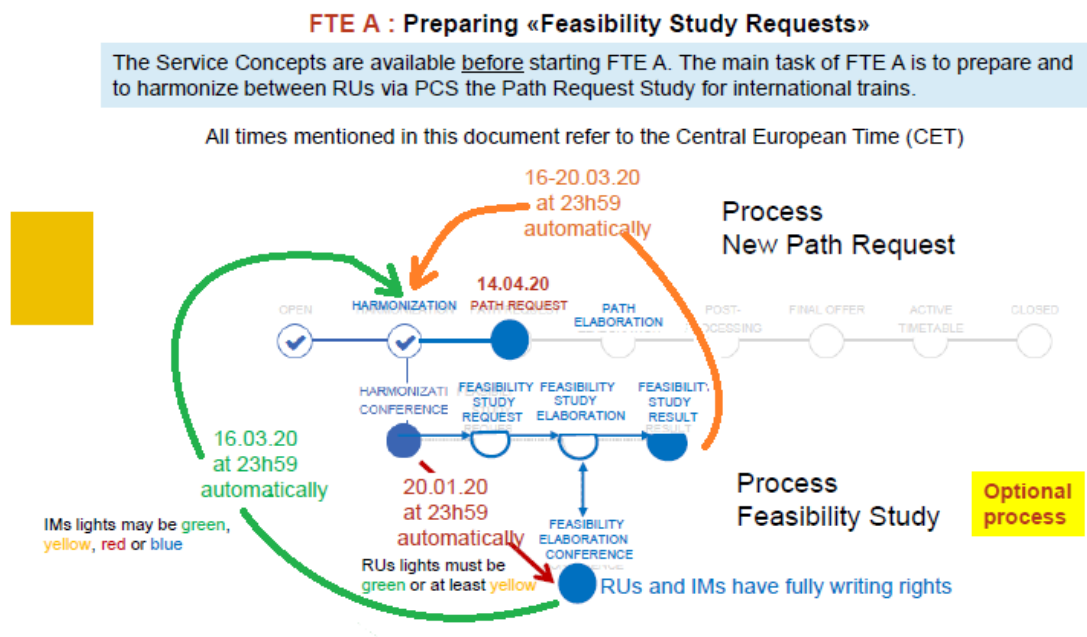 FTE A : Preparing «Feasibility Study Requests»
The Service Concepts are available before starting FTE A. The main task of FTE A is to prepare and
to harmonize between RUs via PCS the Path Request Study for international trains.
All times mentioned in this document refer to the Central European Time (CET)
16-20.03.20
at 23h59
automatically
Process
New Path Request
14.04.20
OPEN
HARMONIZATION
PATH REQUEST
PATH
ELABORATION
POST-
PROCESSING
FINAL OFFER
ACTIVE
TIMETABLE
CLOSED
HARMONIZATI
CONFERENCE
FEASIBILITY
STUDY
REQUEST
FEASIBILITY
STUDY
ELABORATION
FEASIBILITY
STUDY
RESULT
RESULT
16.03.20
at 23h59
automatically
20.01.20
at 23h59
automatically
Process
Feasibility Study
Optional
process
IMs lights may be green,
yellow, red or blue
FEASIBILITY
ELABORATION
CONFERENCE
RUs lights must be
green or at least yellow
RUs and IMs have fully writing rights